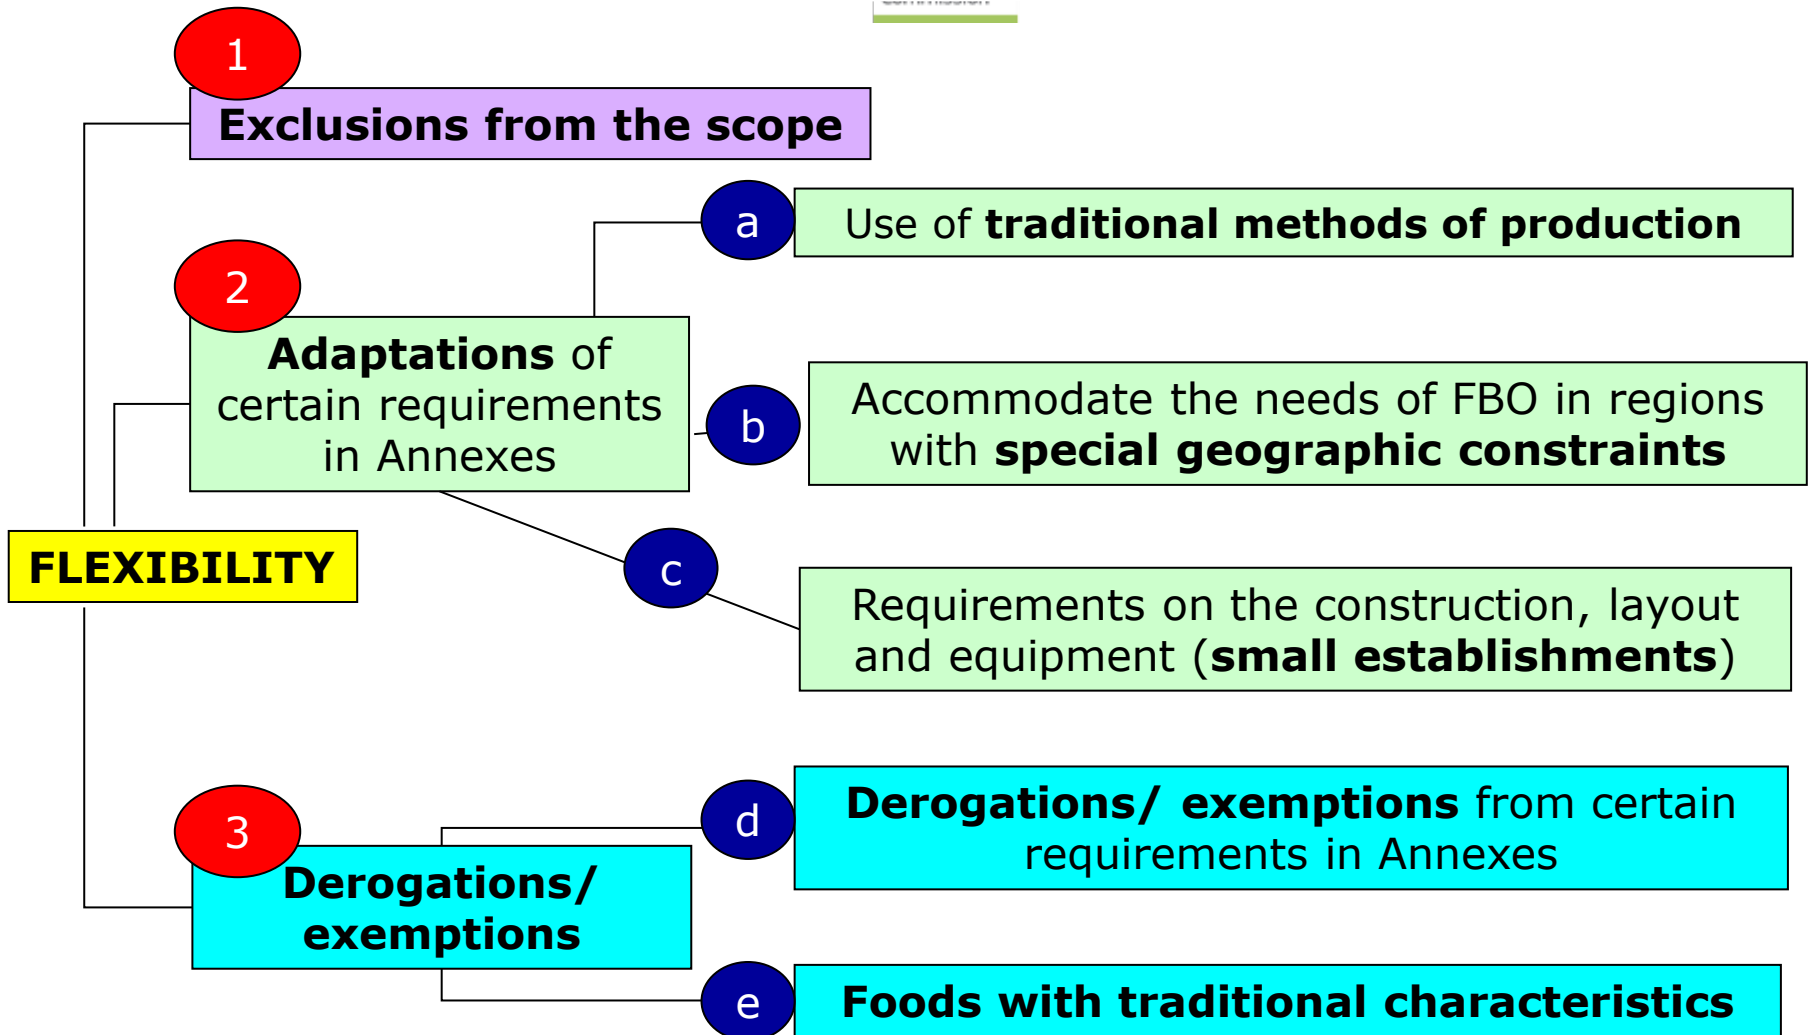 1
Exclusions from the scope
a
Use of traditional methods of production
2
Adaptations of
certain requirements
in Annexes
b
Accommodate the needs of FBO in regions
with special geographic constraints
FLEXIBILITY
c
Requirements on the construction, layout
and equipment (small establishments)
3
Derogations/
exemptions
d
Derogations/ exemptions from certain
requirements in Annexes
e
Foods with traditional characteristics